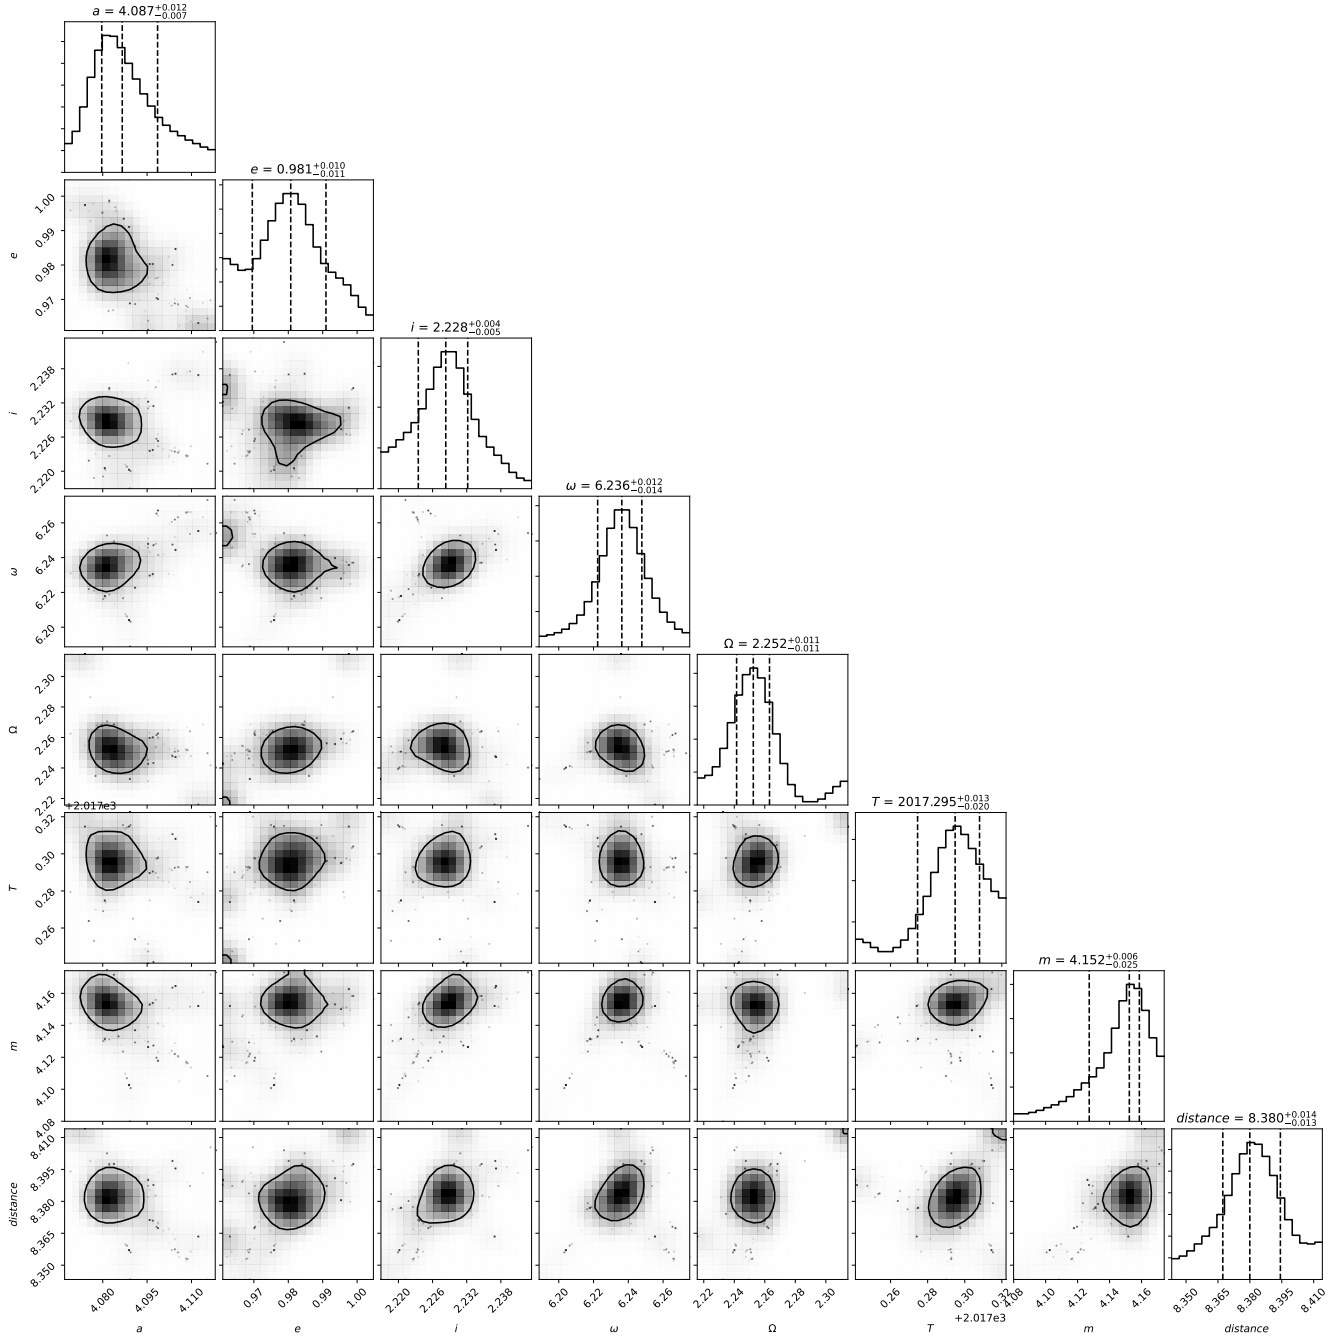 a = 4.087+0.012−0.007
e = 0.981+0.010−0.011
1.00
0.99
0.98
0.97
e
i = 2.228+0.004−0.005
2.238
2.232
2.226
2.220
i
ω = 6.236+0.012−0.014
6.26
6.24
6.22
6.20
ω
Ω = 2.252+0.011−0.011
2.30
2.28
2.26
2.24
2.22
Ω
+2.017e3
T = 2017.295+0.013−0.020
0.32
0.30
0.28
0.26
T
m = 4.152+0.006−0.025
4.16
4.14
4.12
4.10
4.08
m
distance = 8.380+0.014−0.013
8.410
8.395
8.380
8.365
8.350
distance
4.080 4.095 4.110 0.97 0.98 0.99 1.00 2.220 2.226 2.232 2.238 6.20 6.22 6.24 6.26 2.22 2.24 2.26 2.28 2.30 0.26 0.28 0.30 0.32 4.08 4.10 4.12 4.14 4.16 8.350 8.365 8.380 8.395 8.410
+2.017e3
a e i ω Ω T m distance